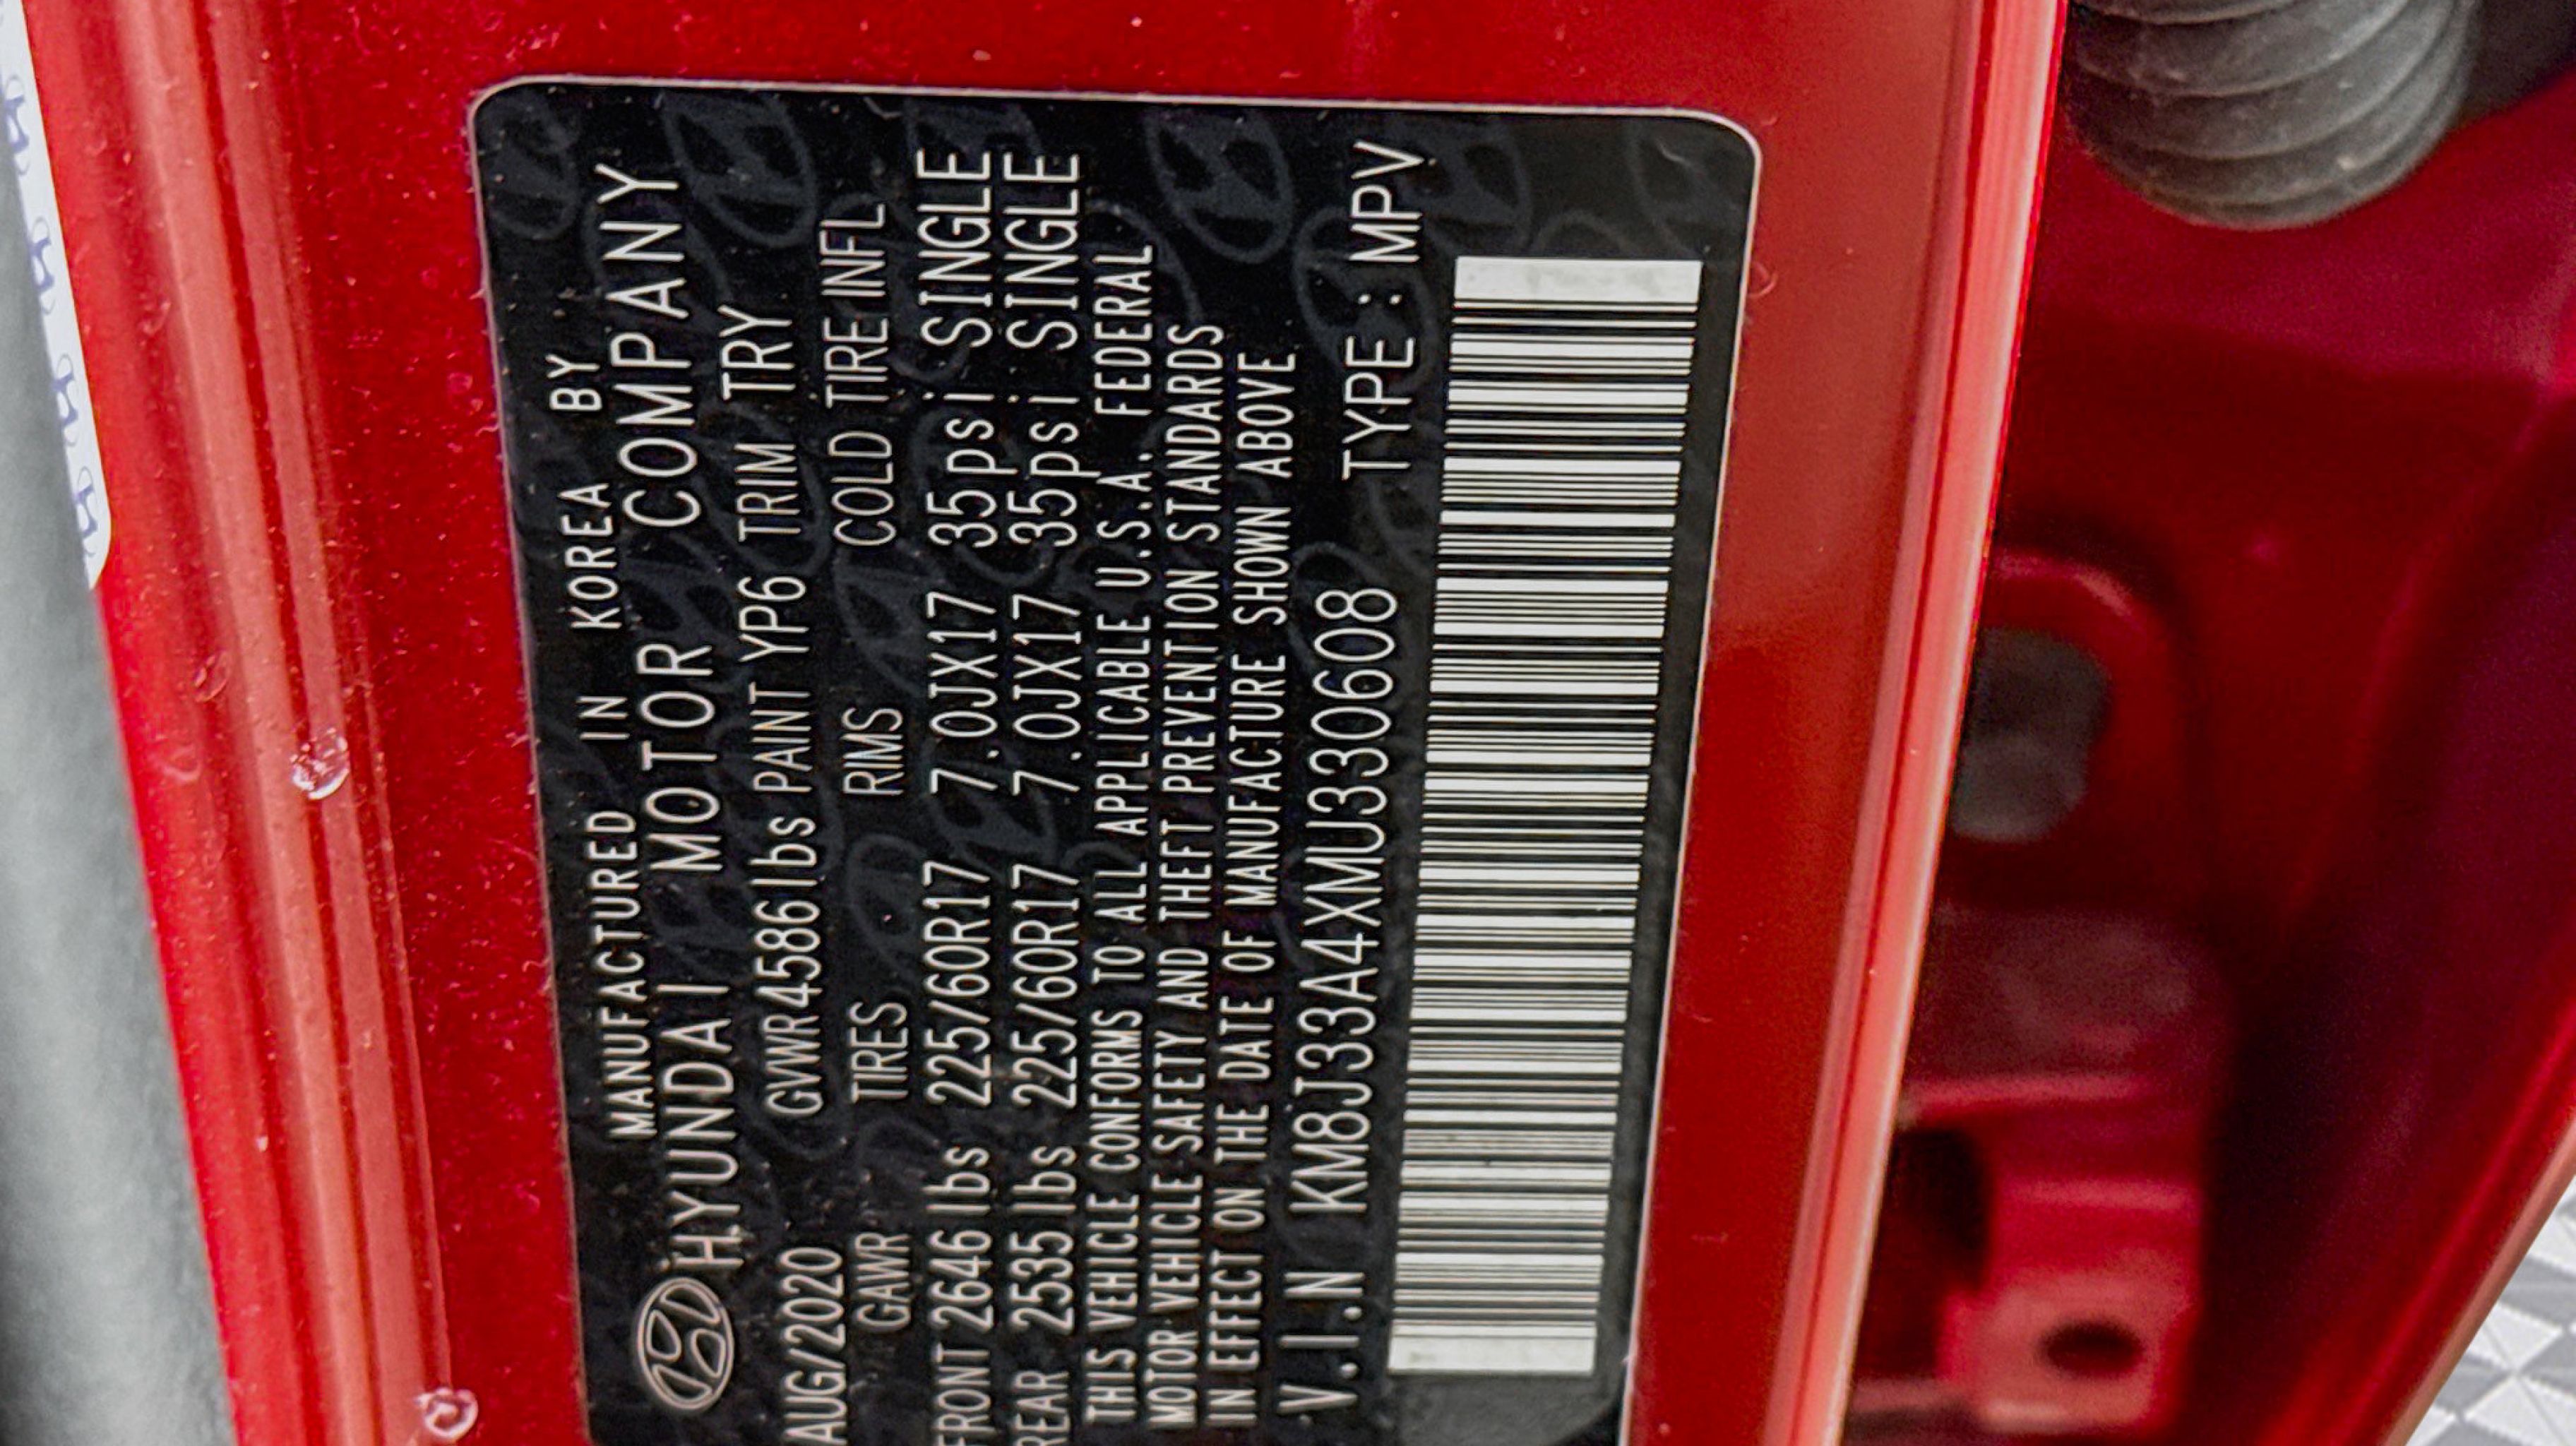 MANUFACTURED IN KOREA BY
HYUNDAI MOTOR COMPANY
AUG/2020 GVWR 4586 lbs PAINT YP6 TRIM TRY
GAWR TIRES RIMS COLD TIRE INFL
FRONT 2646 lbs 225/60R17 7.0JX17 35psi SINGLE
REAR 2535 lbs 225/60R17 7.0JX17 35psi SINGLE
THIS VEHICLE CONFORMS TO ALL APPLICABLE U.S.A. FEDERAL
MOTOR VEHICLE SAFETY AND THEFT PREVENTION STANDARDS
IN EFFECT ON THE DATE OF MANUFACTURE SHOWN ABOVE
V.I.N KM8J33A4XMU330608 TYPE : MPV